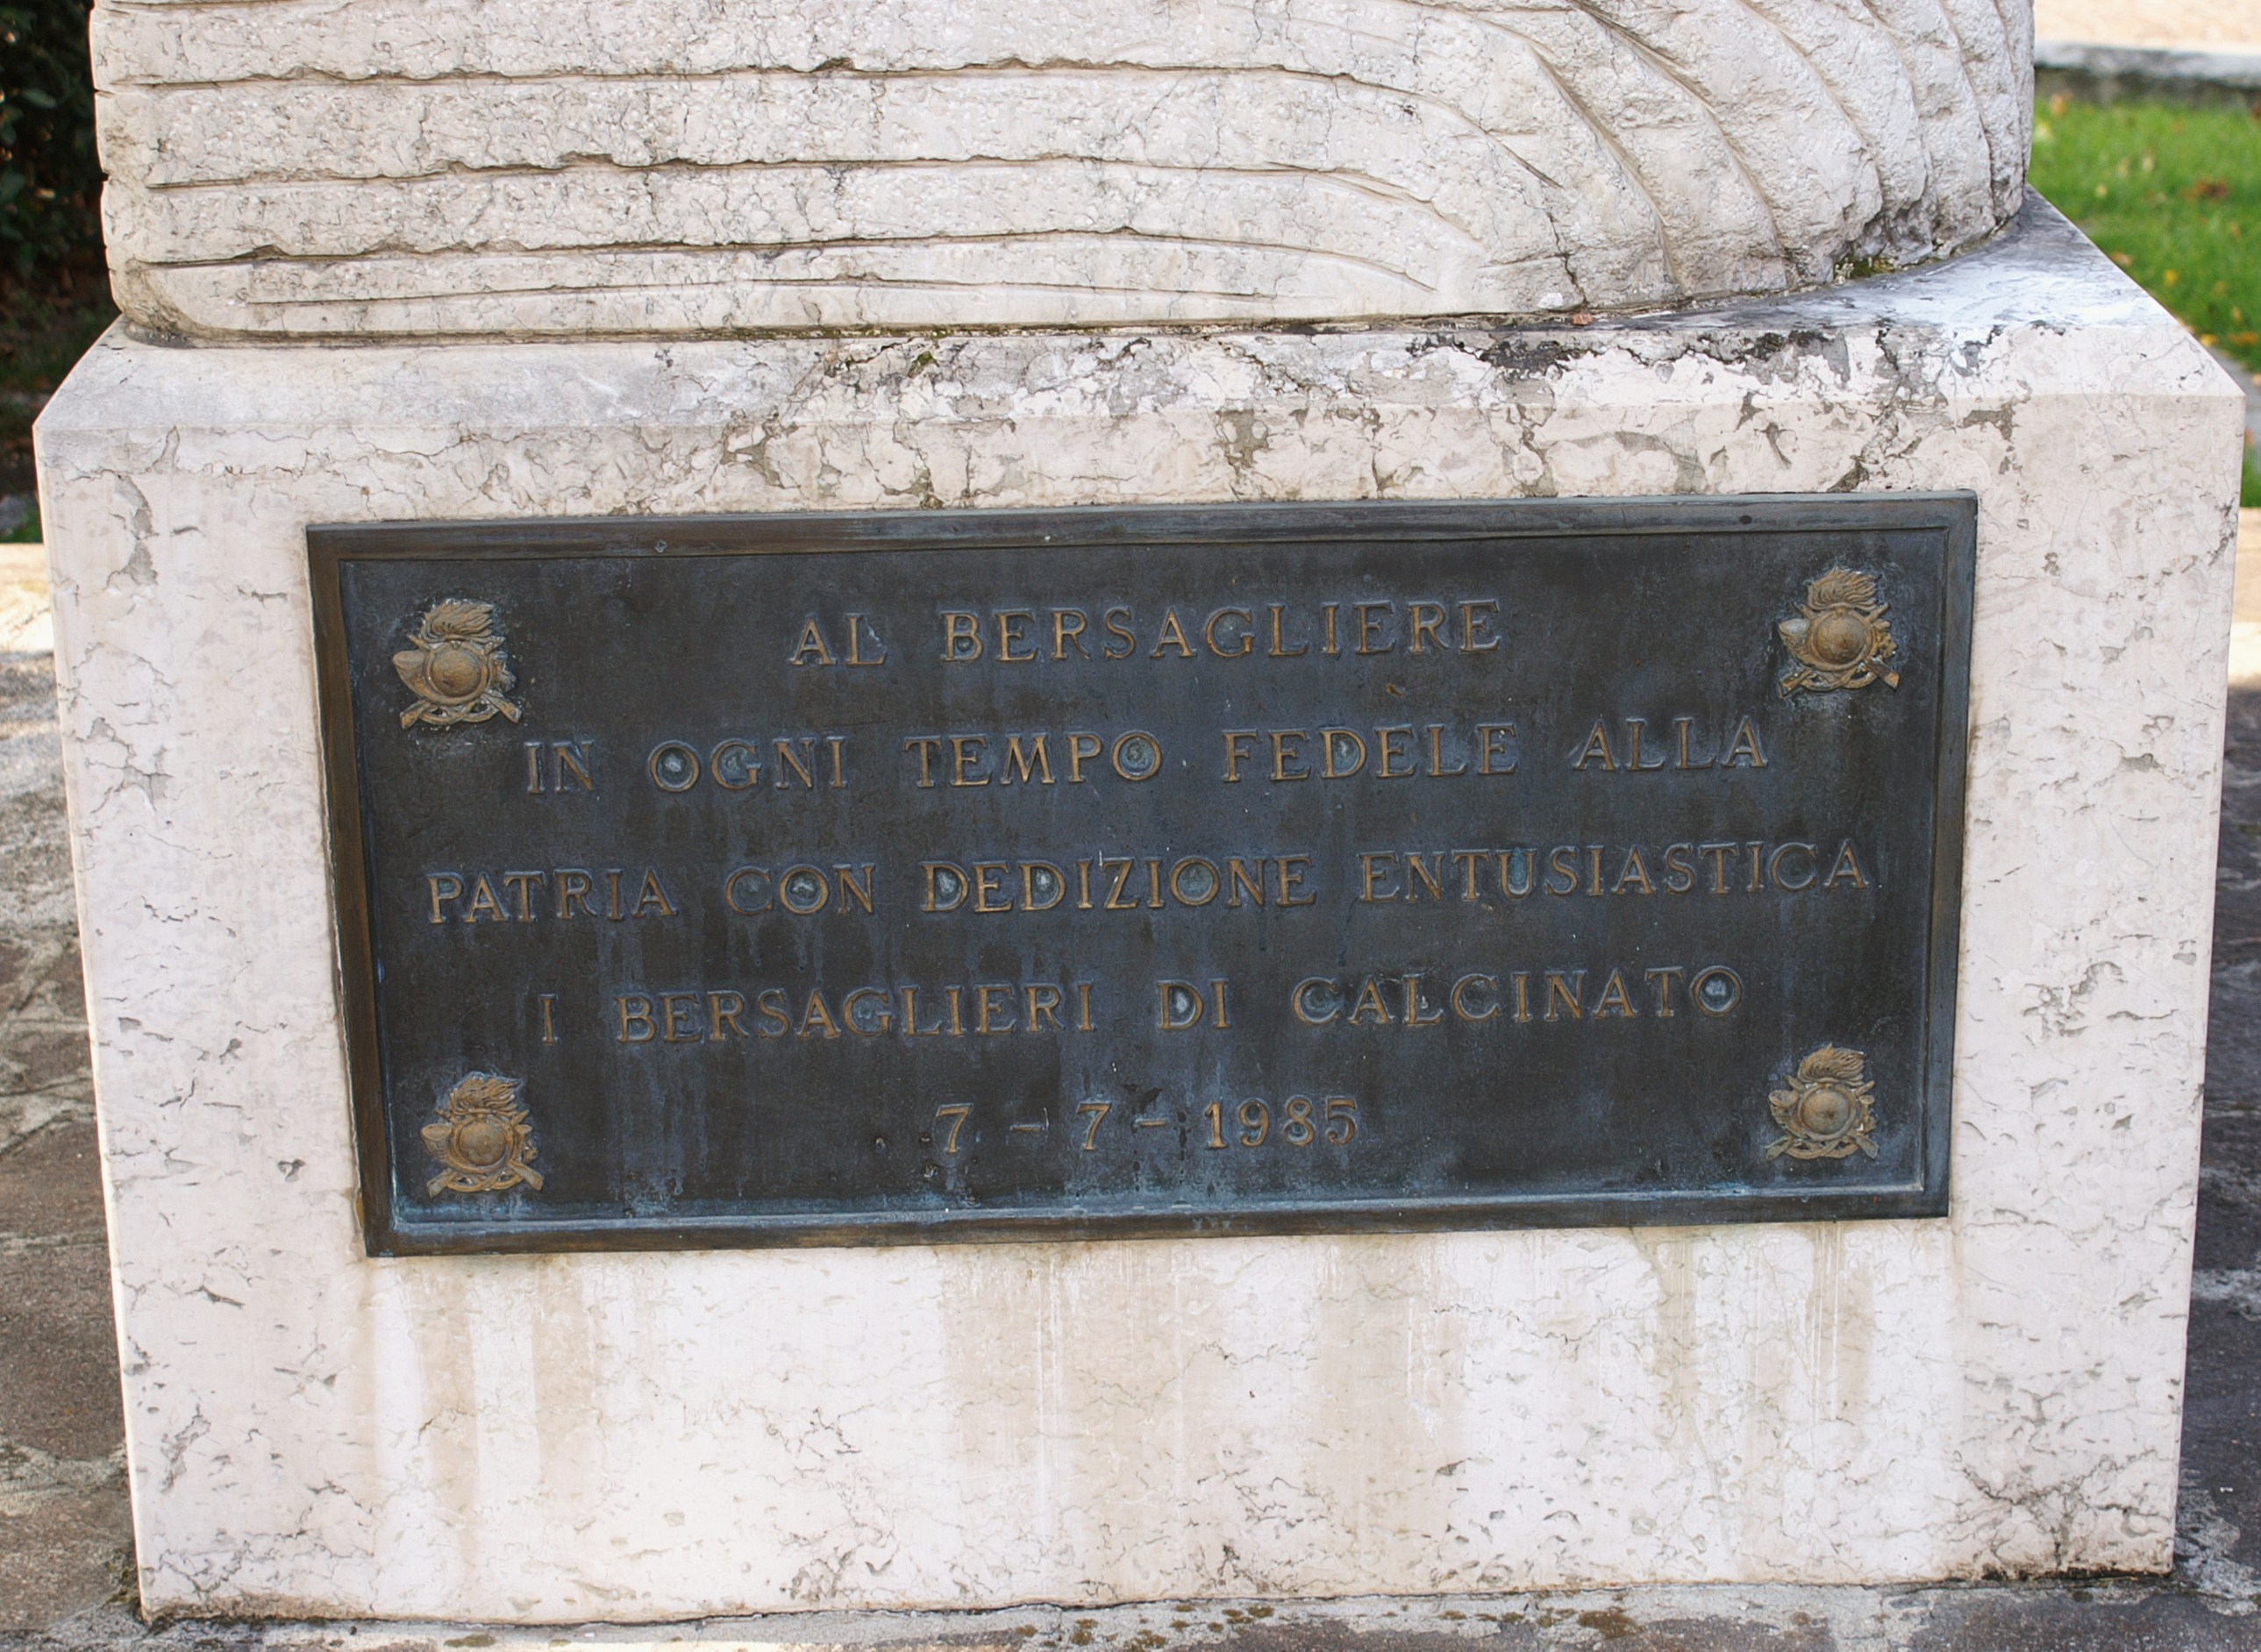 AL BERSAGLIERE
IN OGNI TEMPO FEDELE ALLA
PATRIA CON DEDIZIONE ENTUSIASTICA
I BERSAGLIERI DI CALCINATO
7 - 7 - 1985